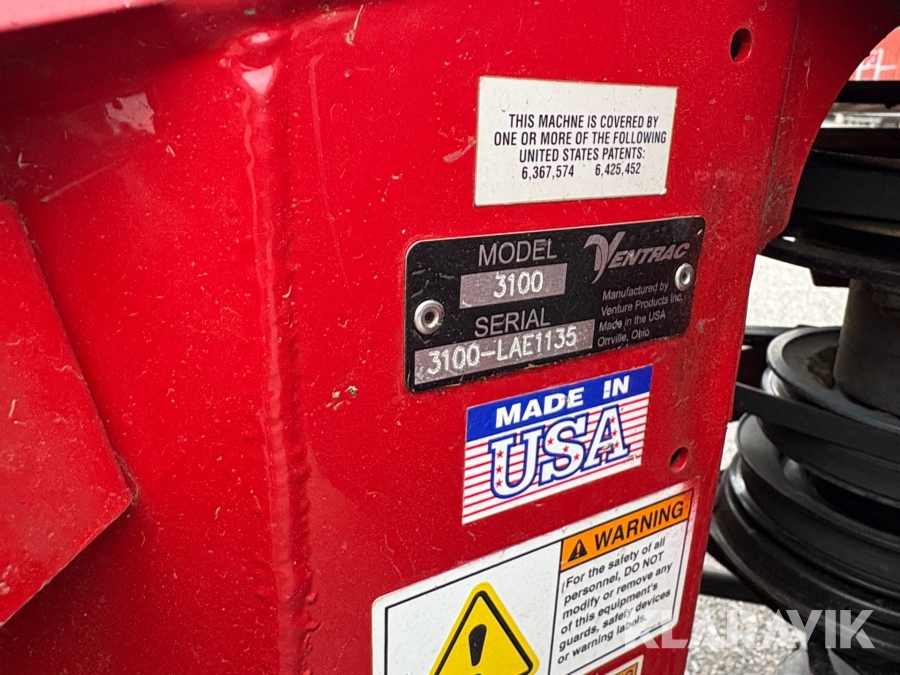 THIS MACHNE IS COVERED BY
ONE OR MORE OF THE FOLLOWING
UNITED STATES PATENTS:
6,367,574 6,425,452
MODEL
3100
VENTRAC
SERIAL
3100-LAE1135
Manufactured by
Venture Products Inc.
Made in the USA
Orrville, Ohio
MADE IN
USA
WARNING
For the safety of all
personnel, DO NOT
modify or remove any
of this equipment's
guards, safety devices
or warning labels.
KLARAVIK